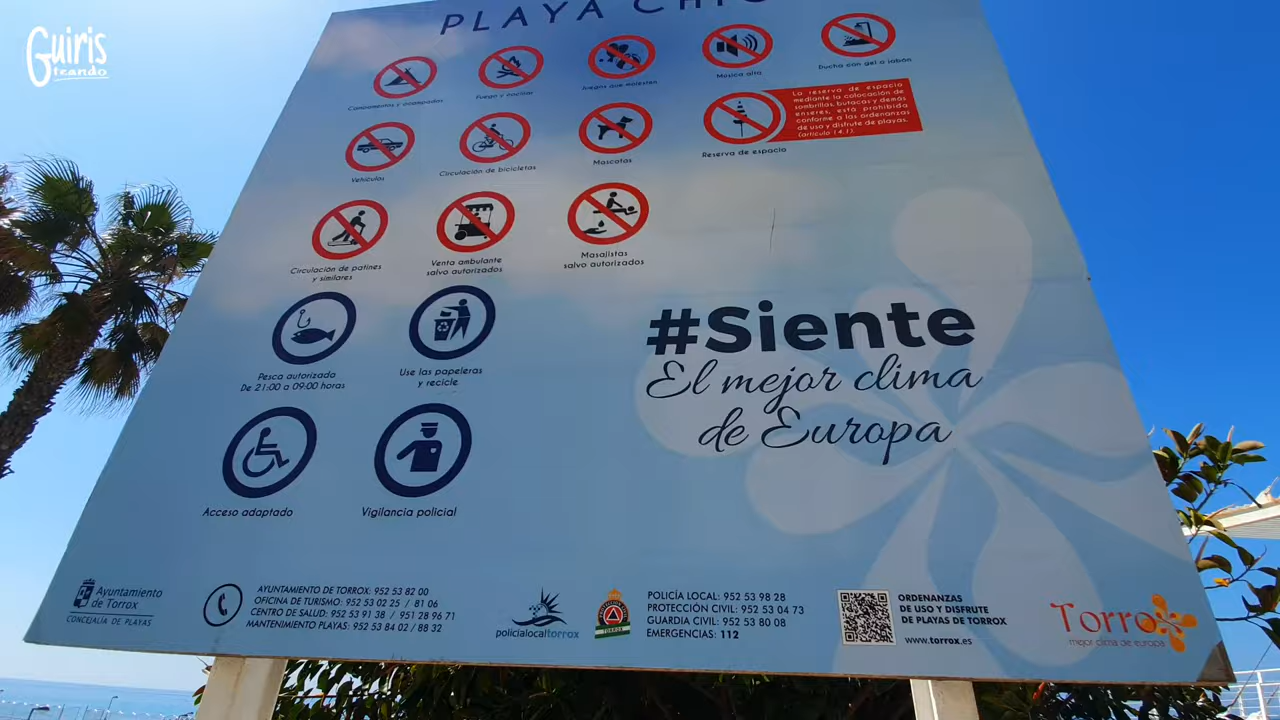 Guiris
teando
PLAYA
Campamentos y acampadas
Fuego y cocinar
Juegos que molesten
Música alta
Ducha con gel o jabón
Vehículos
Circulación de bicicletas
Mascotas
Reserva de espacio
La reserva de espacio
mediante la colocación de
sombrillas, butacas y demás
enseres, está prohibida
conforme a las ordenanzas
de uso y disfrute de playas.
(artículo 14.1)
Circulación de patines
y similares
Venta ambulante
salvo autorizados
Masajistas
salvo autorizados
Pesca autorizada
De 21:00 a 09:00 horas
Use las papeleras
y recicle
#Siente
El mejor clima
de Europa
Acceso adaptado
Vigilancia policial
Ayuntamiento
de Torrox
CONCEJALÍA DE PLAYAS
AYUNTAMIENTO DE TORROX: 952 53 82 00
OFICINA DE TURISMO: 952 53 02 25 / 81 06
CENTRO DE SALUD: 952 53 91 38 / 951 28 96 71
MANTENIMIENTO PLAYAS: 952 53 84 02 / 88 32
policialocaltorrox
TORROX
POLICÍA LOCAL: 952 53 98 28
PROTECCIÓN CIVIL: 952 53 04 73
GUARDIA CIVIL: 952 53 80 08
EMERGENCIAS: 112
ORDENANZAS
DE USO Y DISFRUTE
DE PLAYAS DE TORROX
www.torrox.es
Torrox
mejor clima de europa